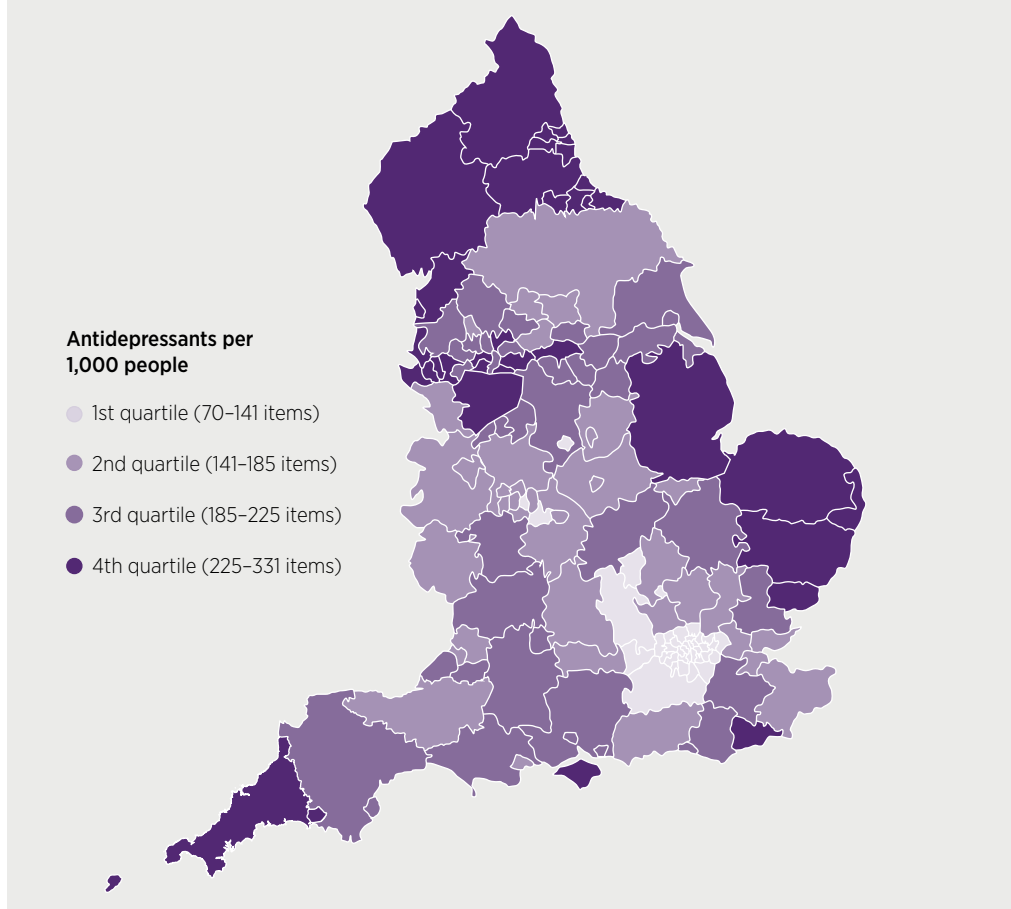 Antidepressants per
1,000 people
1st quartile (70–141 items)
2nd quartile (141–185 items)
3rd quartile (185–225 items)
4th quartile (225–331 items)